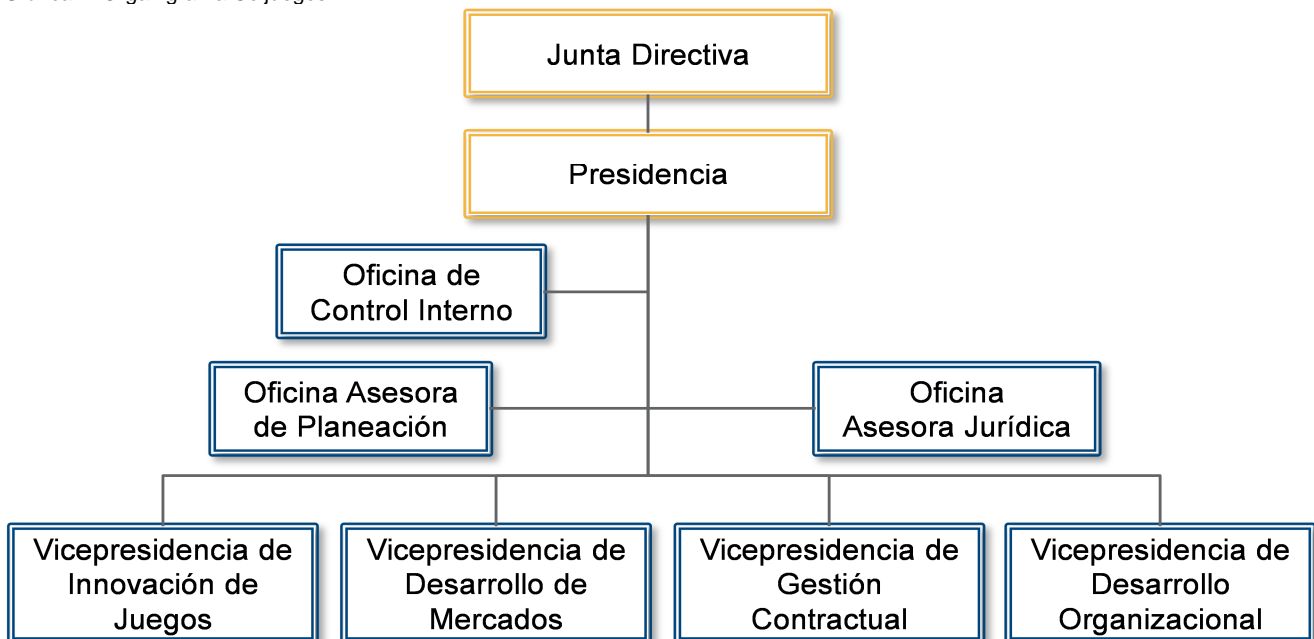 Junta Directiva
Presidencia
Oficina de
Control Interno
Oficina Asesora
de Planeación
Oficina
Asesora Jurídica
Vicepresidencia de
Innovación de
Juegos
Vicepresidencia de
Desarrollo de
Mercados
Vicepresidencia de
Gestión
Contractual
Vicepresidencia de
Desarrollo
Organizacional